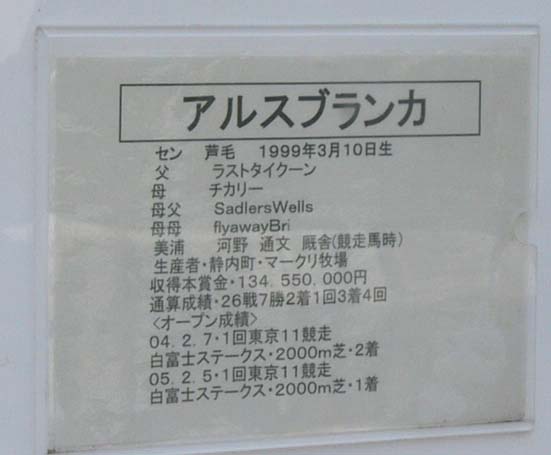 アルスブランカ
セン 芦毛 1999年3月10日生
父 ラストタイクーン
母 チカリー
母父 SadlersWells
母母 flyawayBri
美浦 河野 通文 厩舎(競走馬時)
生産者・静内町・マークリ牧場
収得本賞金・134.550.000円
通算成績・26戦7勝2着1回3着4回
<オープン成績>
04.2.7・1回東京11競走
白富士ステークス・2000m芝・2着
05.2.5・1回東京11競走
白富士ステークス・2000m芝・1着